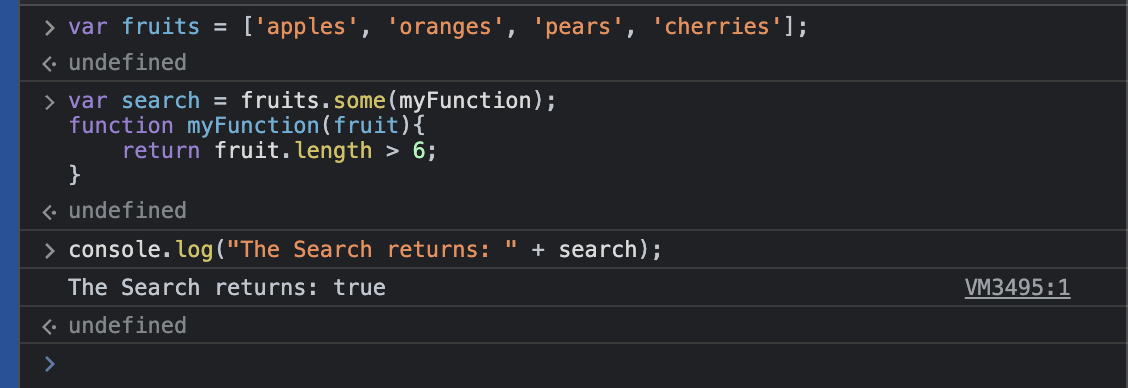 > var fruits = ['apples', 'oranges', 'pears', 'cherries'];
<· undefined
> var search = fruits.some(myFunction);
function myFunction(fruit){
    return fruit.length > 6;
}
<· undefined
> console.log("The Search returns: " + search);
The Search returns: true VM3495:1
<· undefined
>